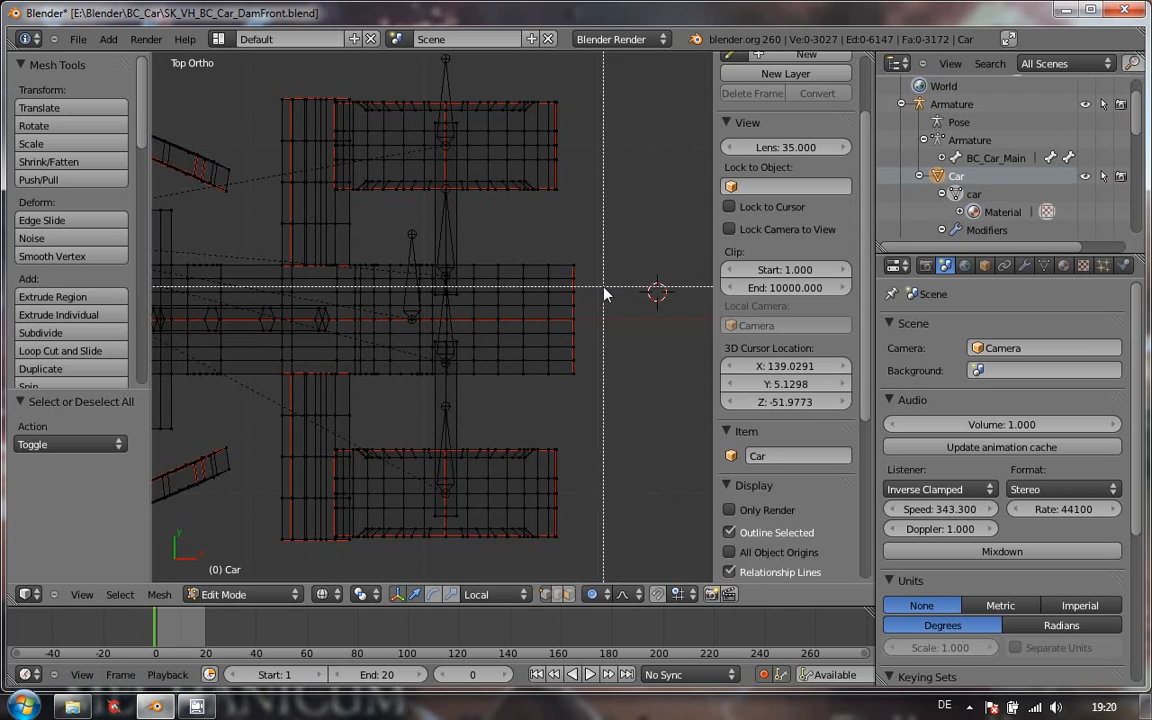 Blender* [E:\Blender\BC_Car\SK_VH_BC_Car_DamFront.blend]
File Add Render Help Default Scene Blender Render blender.org 260 | Ve:0-3027 | Ed:0-6147 | Fa:0-3172 | Car
Mesh Tools
Transform:
Translate
Rotate
Scale
Shrink/Fatten
Push/Pull
Deform:
Edge Slide
Noise
Smooth Vertex
Add:
Extrude Region
Extrude Individual
Subdivide
Loop Cut and Slide
Duplicate
Spin
Select or Deselect All
Action
Toggle
Top Ortho
(0) Car
New
New Layer
Delete Frame Convert
View
Lens: 35.000
Lock to Object:
Lock to Cursor
Lock Camera to View
Clip:
Start: 1.000
End: 10000.000
Local Camera:
Camera
3D Cursor Location:
X: 139.0291
Y: 5.1298
Z: -51.9773
Item
Car
Display
Only Render
Outline Selected
All Object Origins
Relationship Lines
View Search All Scenes
World
Armature
Pose
Armature
BC_Car_Main
Car
car
Material
Modifiers
Scene
Scene
Camera: Camera
Background:
Audio
Volume: 1.000
Update animation cache
Listener: Format:
Inverse Clamped Stereo
Speed: 343.300 Rate: 44100
Doppler: 1.000
Mixdown
Units
None Metric Imperial
Degrees Radians
Scale: 1.000 Separate Units
Keying Sets
View Select Mesh Edit Mode Local
-40 -20 0 20 40 60 80 100 120 140 160 180 200 220 240 260
View Frame Playback Start: 1 End: 20 0 No Sync Available
DE 19:20